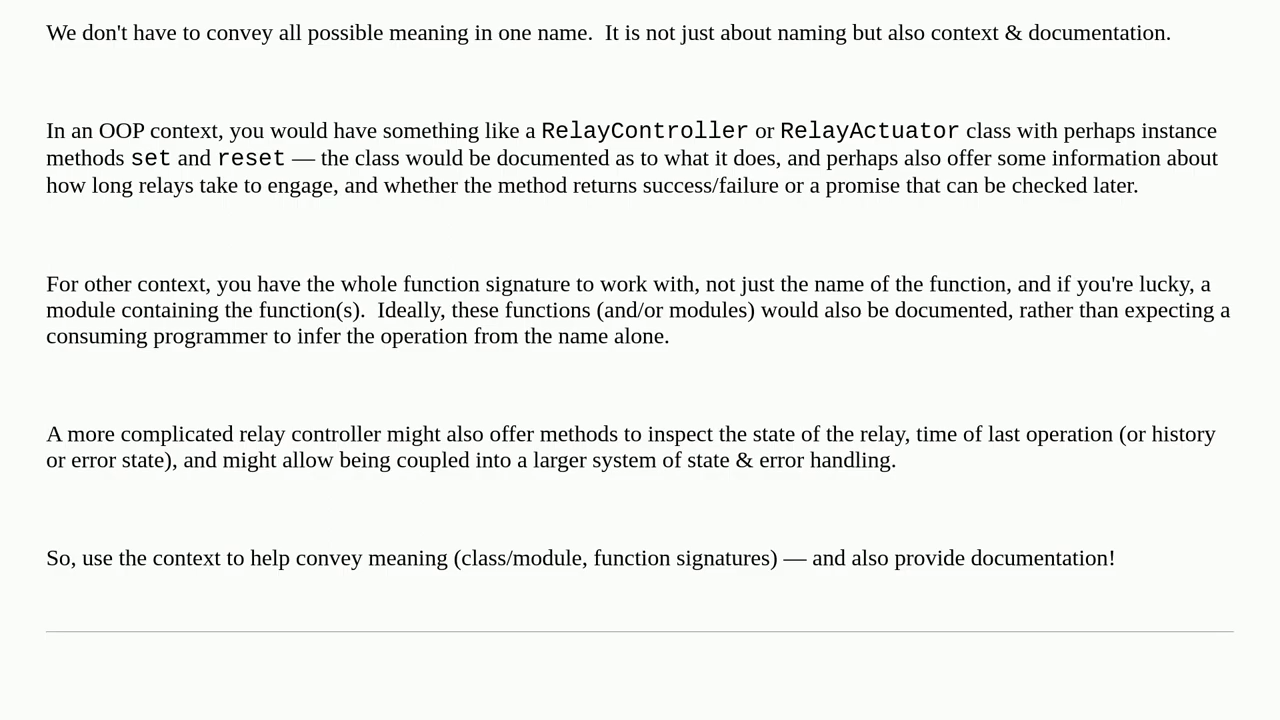 We don't have to convey all possible meaning in one name.  It is not just about naming but also context & documentation.
In an OOP context, you would have something like a RelayController or RelayActuator class with perhaps instance
methods set and reset — the class would be documented as to what it does, and perhaps also offer some information about
how long relays take to engage, and whether the method returns success/failure or a promise that can be checked later.
For other context, you have the whole function signature to work with, not just the name of the function, and if you're lucky, a
module containing the function(s).  Ideally, these functions (and/or modules) would also be documented, rather than expecting a
consuming programmer to infer the operation from the name alone.
A more complicated relay controller might also offer methods to inspect the state of the relay, time of last operation (or history
or error state), and might allow being coupled into a larger system of state & error handling.
So, use the context to help convey meaning (class/module, function signatures) — and also provide documentation!